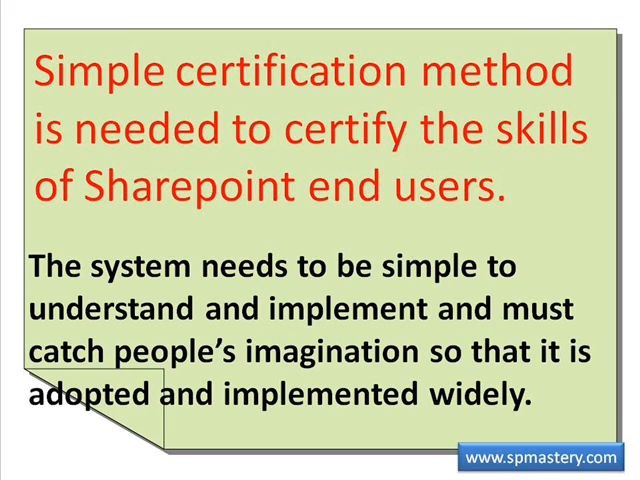 Simple certification method
is needed to certify the skills
of Sharepoint end users.
The system needs to be simple to
understand and implement and must
catch people's imagination so that it is
adopted and implemented widely.
www.spmastery.com